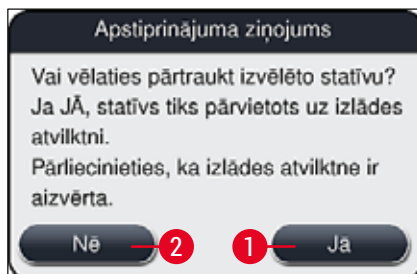 Apstiprinājuma ziņojums
Vai vēlaties pārtraukt izvēlēto statīvu?
Ja JĀ, statīvs tiks pārvietots uz izlādes
atvilktni.
Pārliecinieties, ka izlādes atvilktne ir
aizvērta.
Nē 2 1 Jā